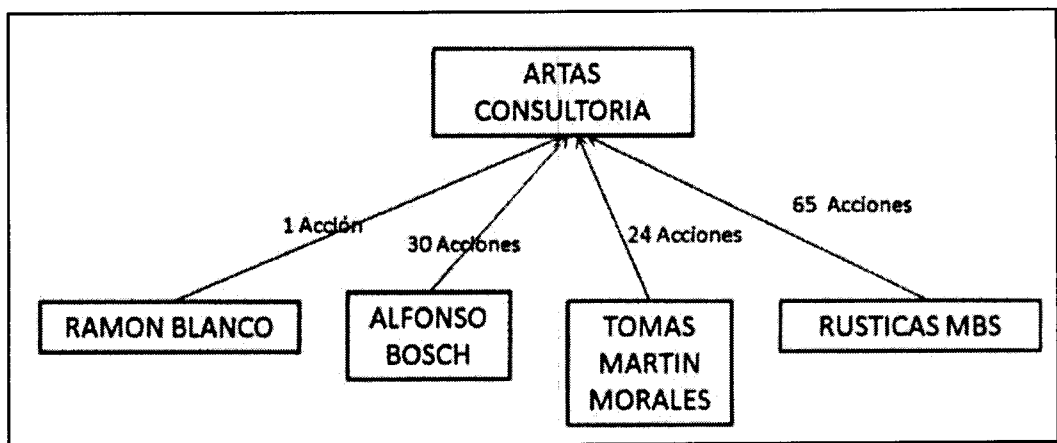 ARTAS
CONSULTORIA
1 Acción
30 Acciones
24 Acciones
65 Acciones
RAMON BLANCO
ALFONSO
BOSCH
TOMAS
MARTIN
MORALES
RUSTICAS MBS